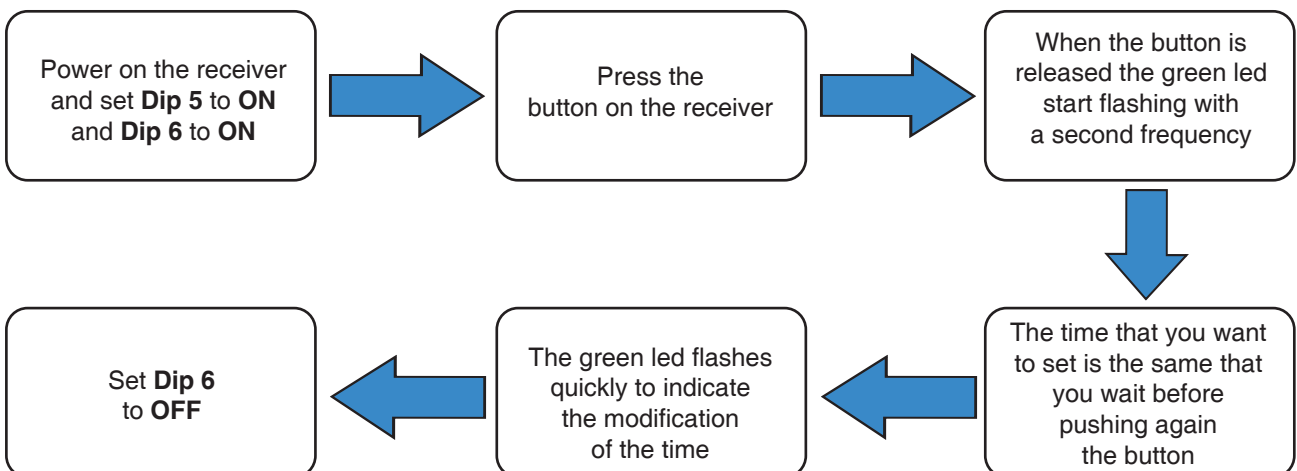 Power on the receiver
and set Dip 5 to ON
and Dip 6 to ON
Press the
button on the receiver
When the button is
released the green led
start flashing with
a second frequency
The time that you want
to set is the same that
you wait before
pushing again
the button
The green led flashes
quickly to indicate
the modification
of the time
Set Dip 6
to OFF